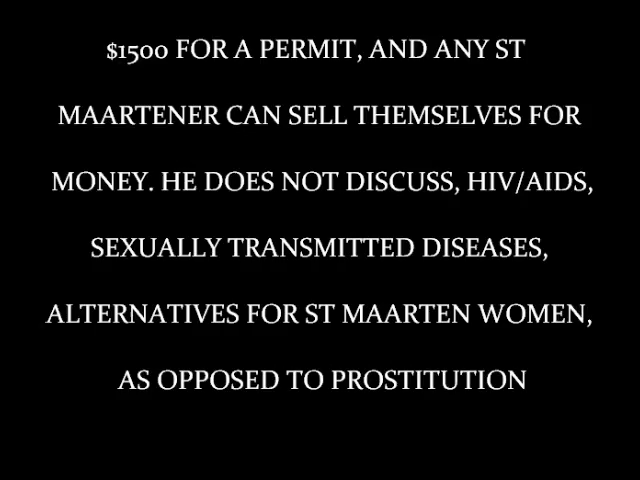 $1500 FOR A PERMIT, AND ANY ST
MAARTENER CAN SELL THEMSELVES FOR
MONEY. HE DOES NOT DISCUSS, HIV/AIDS,
SEXUALLY TRANSMITTED DISEASES,
ALTERNATIVES FOR ST MAARTEN WOMEN,
AS OPPOSED TO PROSTITUTION